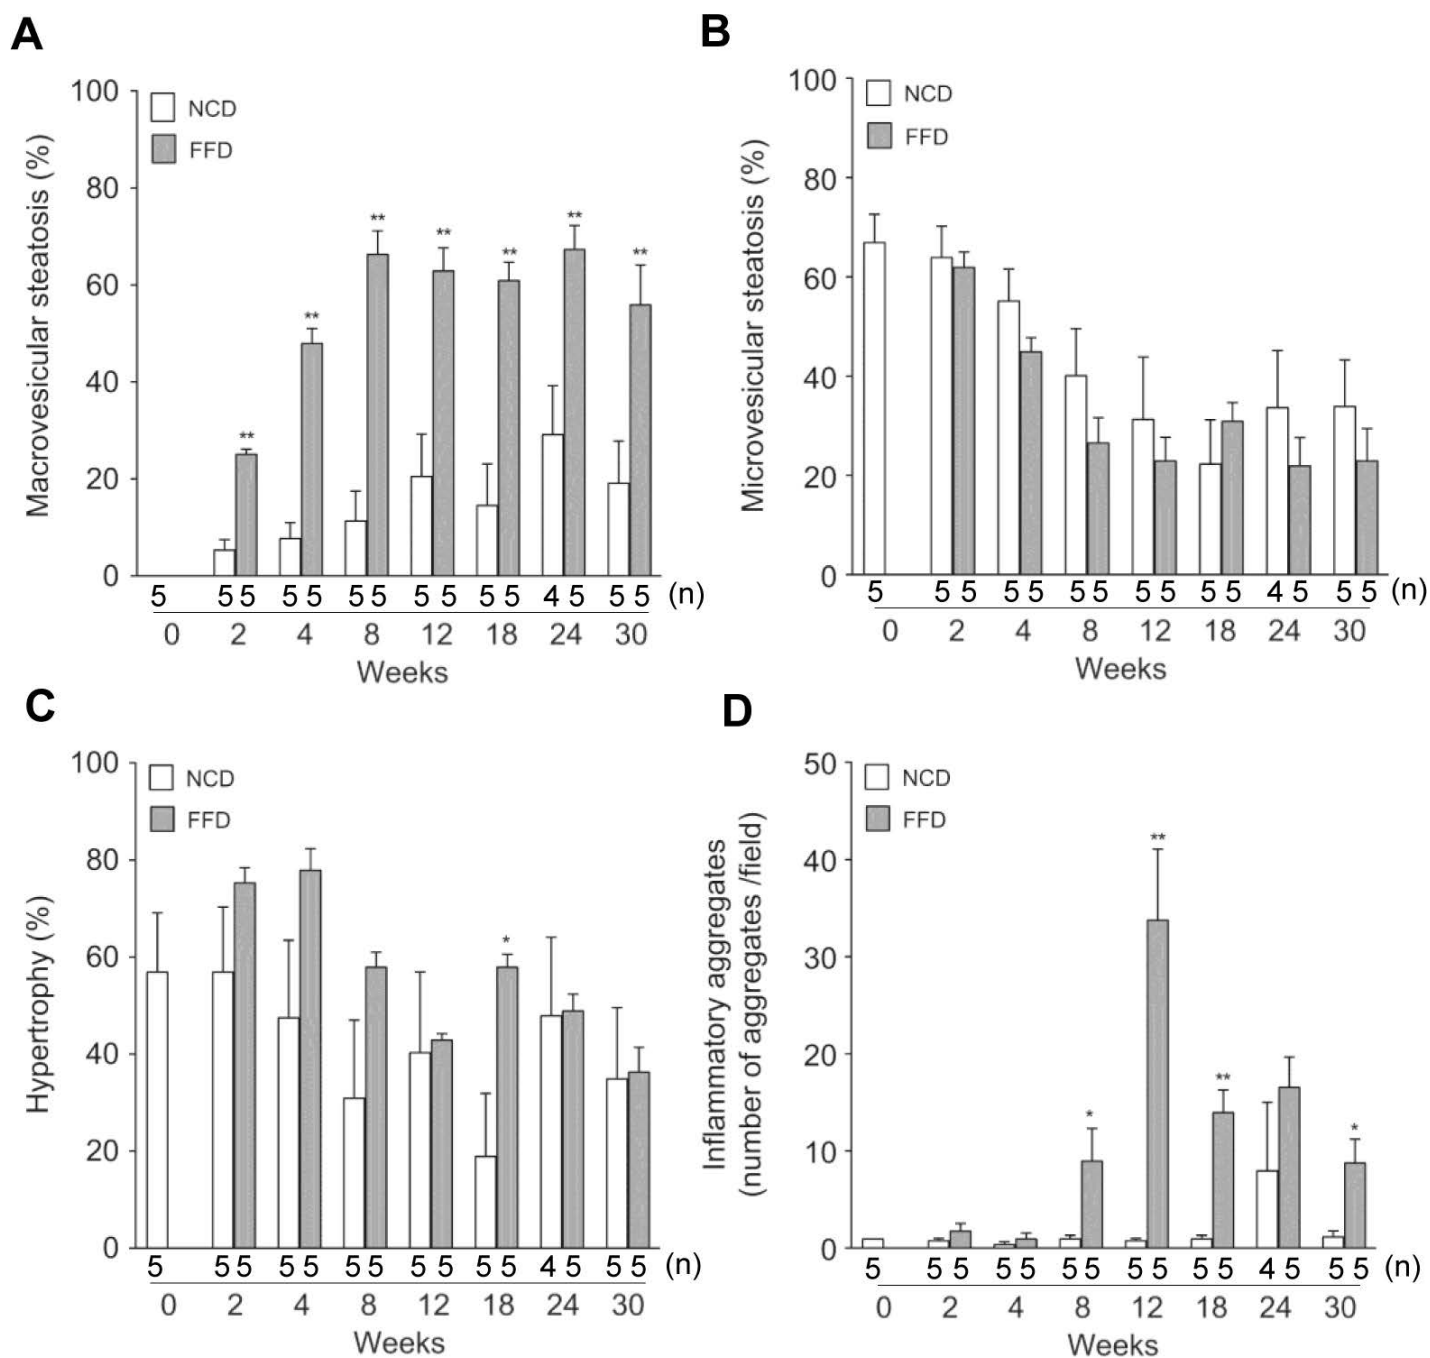 A
100
80
60
40
20
0
Macrovesicular steatosis (%)
NCD
FFD
**
**
**
**
**
**
**
5 5 5 5 5 5 5 5 5 5 5 4 5 5 5 (n)
0 2 4 8 12 18 24 30
Weeks
B
100
80
60
40
20
0
Microvesicular steatosis (%)
NCD
FFD
5 5 5 5 5 5 5 5 5 5 5 4 5 5 5 (n)
0 2 4 8 12 18 24 30
Weeks
C
100
80
60
40
20
0
Hypertrophy (%)
NCD
FFD
*
5 5 5 5 5 5 5 5 5 5 5 4 5 5 5 (n)
0 2 4 8 12 18 24 30
Weeks
D
50
40
30
20
10
0
Inflammatory aggregates
(number of aggregates /field)
NCD
FFD
*
**
**
*
5 5 5 5 5 5 5 5 5 5 5 4 5 5 5 (n)
0 2 4 8 12 18 24 30
Weeks